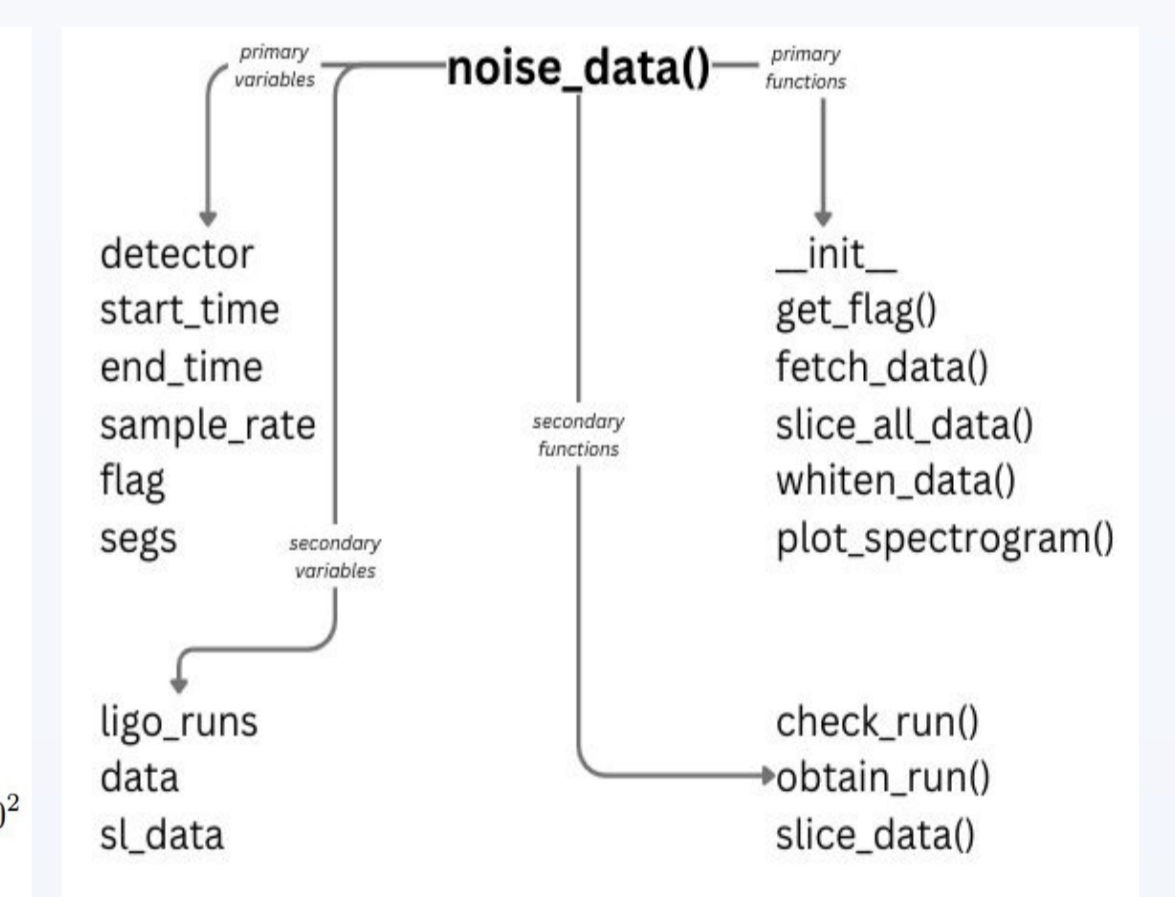 noise_data()
primary
variables
primary
functions
detector
start_time
end_time
sample_rate
flag
segs
secondary
variables
ligo_runs
data
sl_data
secondary
functions
__init__
get_flag()
fetch_data()
slice_all_data()
whiten_data()
plot_spectrogram()
check_run()
obtain_run()
slice_data()
)²